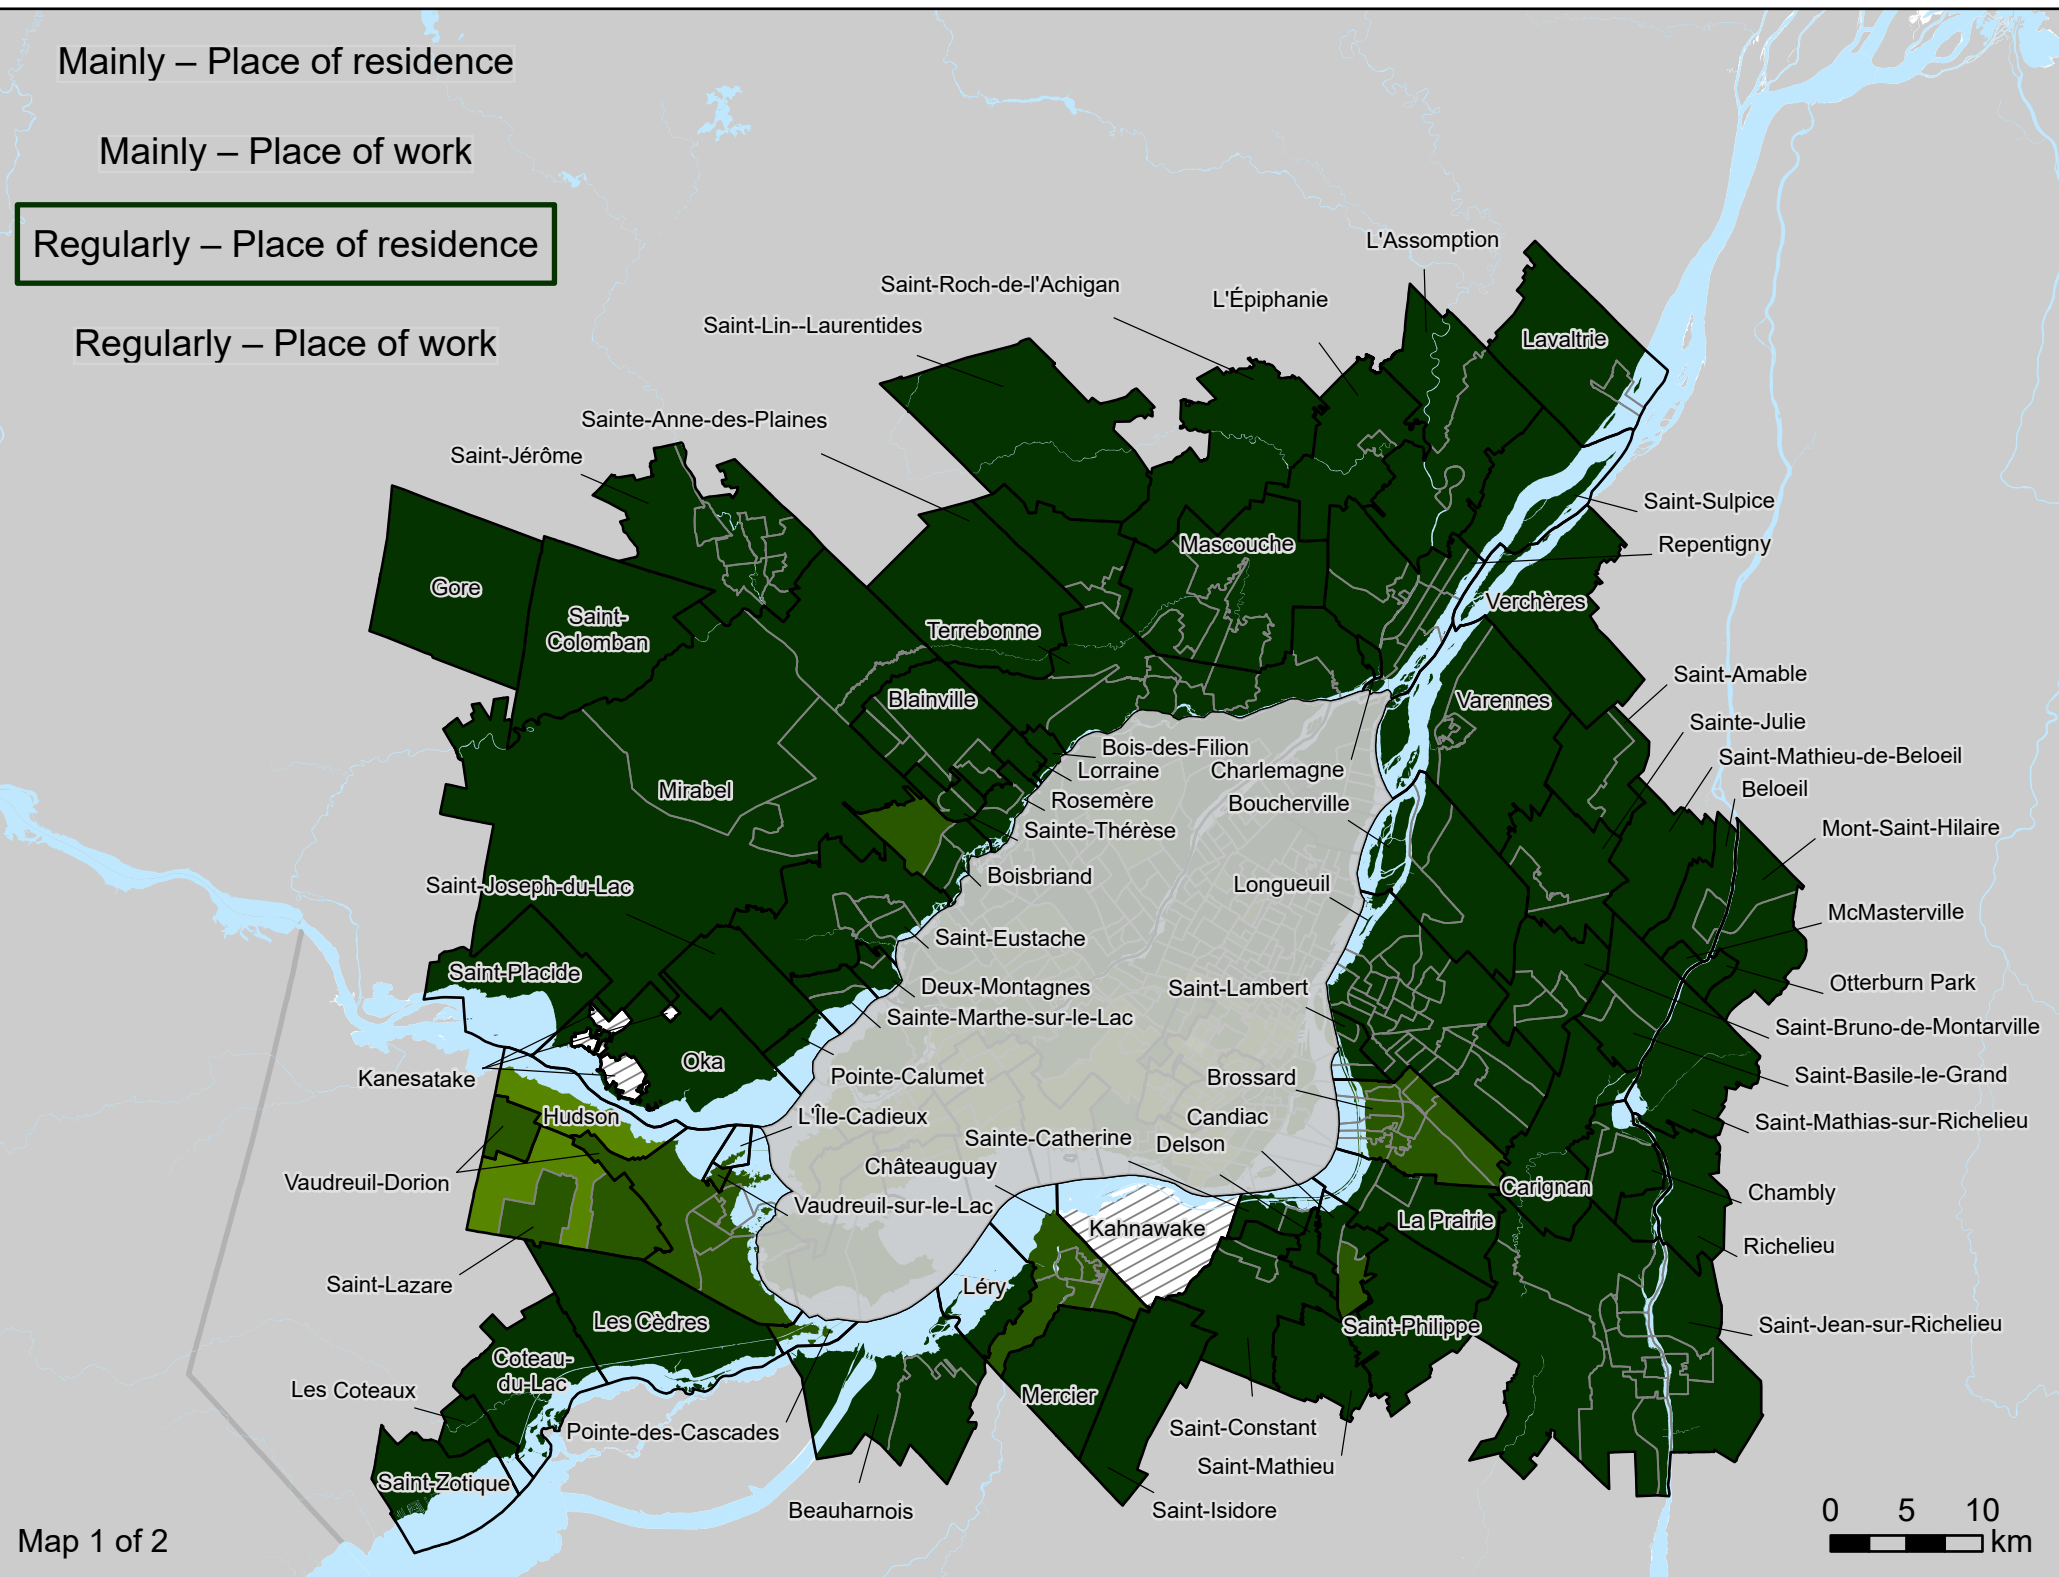 Mainly – Place of residence
Mainly – Place of work
Regularly – Place of residence
Regularly – Place of work
L'Assomption
Saint-Roch-de-l'Achigan
L'Épiphanie
Saint-Lin--Laurentides
Lavaltrie
Sainte-Anne-des-Plaines
Saint-Jérôme
Saint-Sulpice
Mascouche
Repentigny
Gore
Verchères
Saint-
Colomban
Terrebonne
Saint-Amable
Blainville
Varennes
Sainte-Julie
Bois-des-Filion
Saint-Mathieu-de-Beloeil
Lorraine
Charlemagne
Mirabel
Beloeil
Rosemère
Boucherville
Sainte-Thérèse
Mont-Saint-Hilaire
Boisbriand
Saint-Joseph-du-Lac
Longueuil
McMasterville
Saint-Eustache
Saint-Placide
Otterburn Park
Deux-Montagnes
Saint-Lambert
Sainte-Marthe-sur-le-Lac
Saint-Bruno-de-Montarville
Oka
Kanesatake
Pointe-Calumet
Brossard
Saint-Basile-le-Grand
Hudson
L'Île-Cadieux
Candiac
Saint-Mathias-sur-Richelieu
Sainte-Catherine
Delson
Châteauguay
Vaudreuil-Dorion
Carignan
Chambly
Vaudreuil-sur-le-Lac
La Prairie
Kahnawake
Richelieu
Saint-Lazare
Léry
Les Cèdres
Saint-Philippe
Saint-Jean-sur-Richelieu
Coteau-
du-Lac
Les Coteaux
Mercier
Pointe-des-Cascades
Saint-Constant
Saint-Mathieu
Saint-Zotique
Beauharnois
Saint-Isidore
Map 1 of 2
0 5 10
km